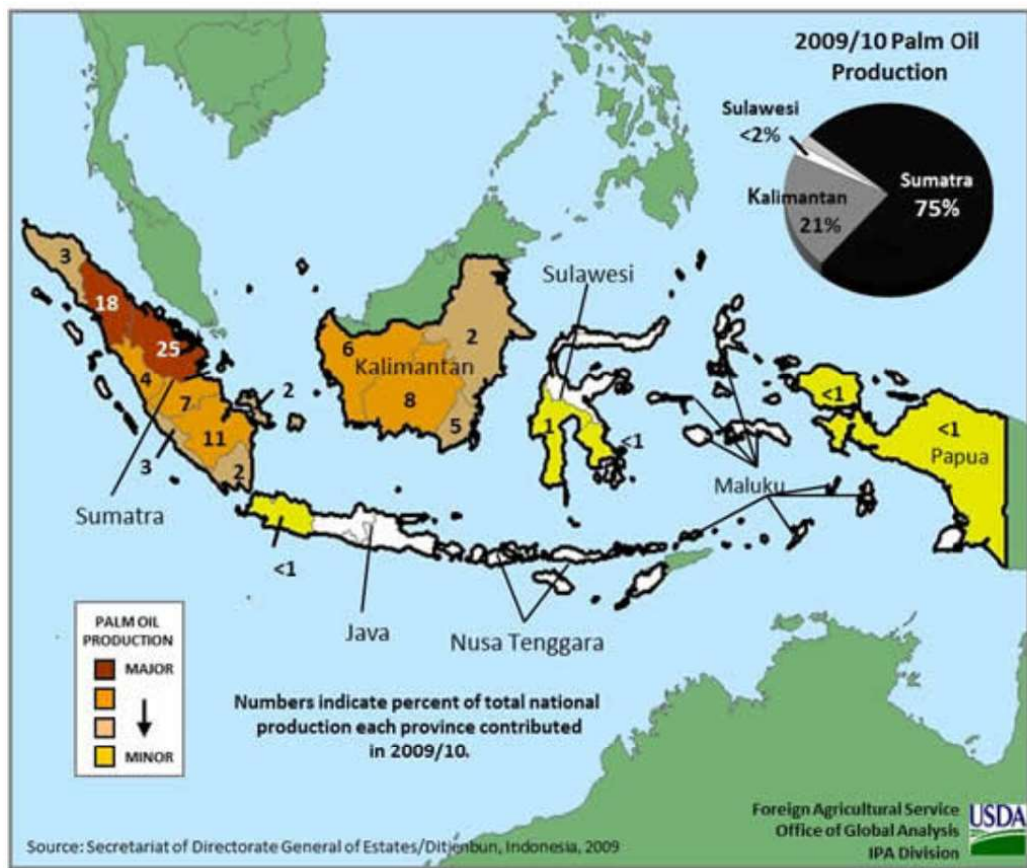 2009/10 Palm Oil
Production
Sulawesi
<2%
Sumatra
75%
Kalimantan
21%
Sulawesi
3
18
25
4
7
2
11
3
2
Sumatra
6
Kalimantan
2
8
5
1
<1
<1
<1
Papua
Maluku
<1
Java
Nusa Tenggara
PALM OIL
PRODUCTION
MAJOR
MINOR
Numbers indicate percent of total national
production each province contributed
in 2009/10.
Foreign Agricultural Service
Office of Global Analysis
IPA Division
USDA
Source: Secretariat of Directorate General of Estates/Ditjenbun, Indonesia, 2009